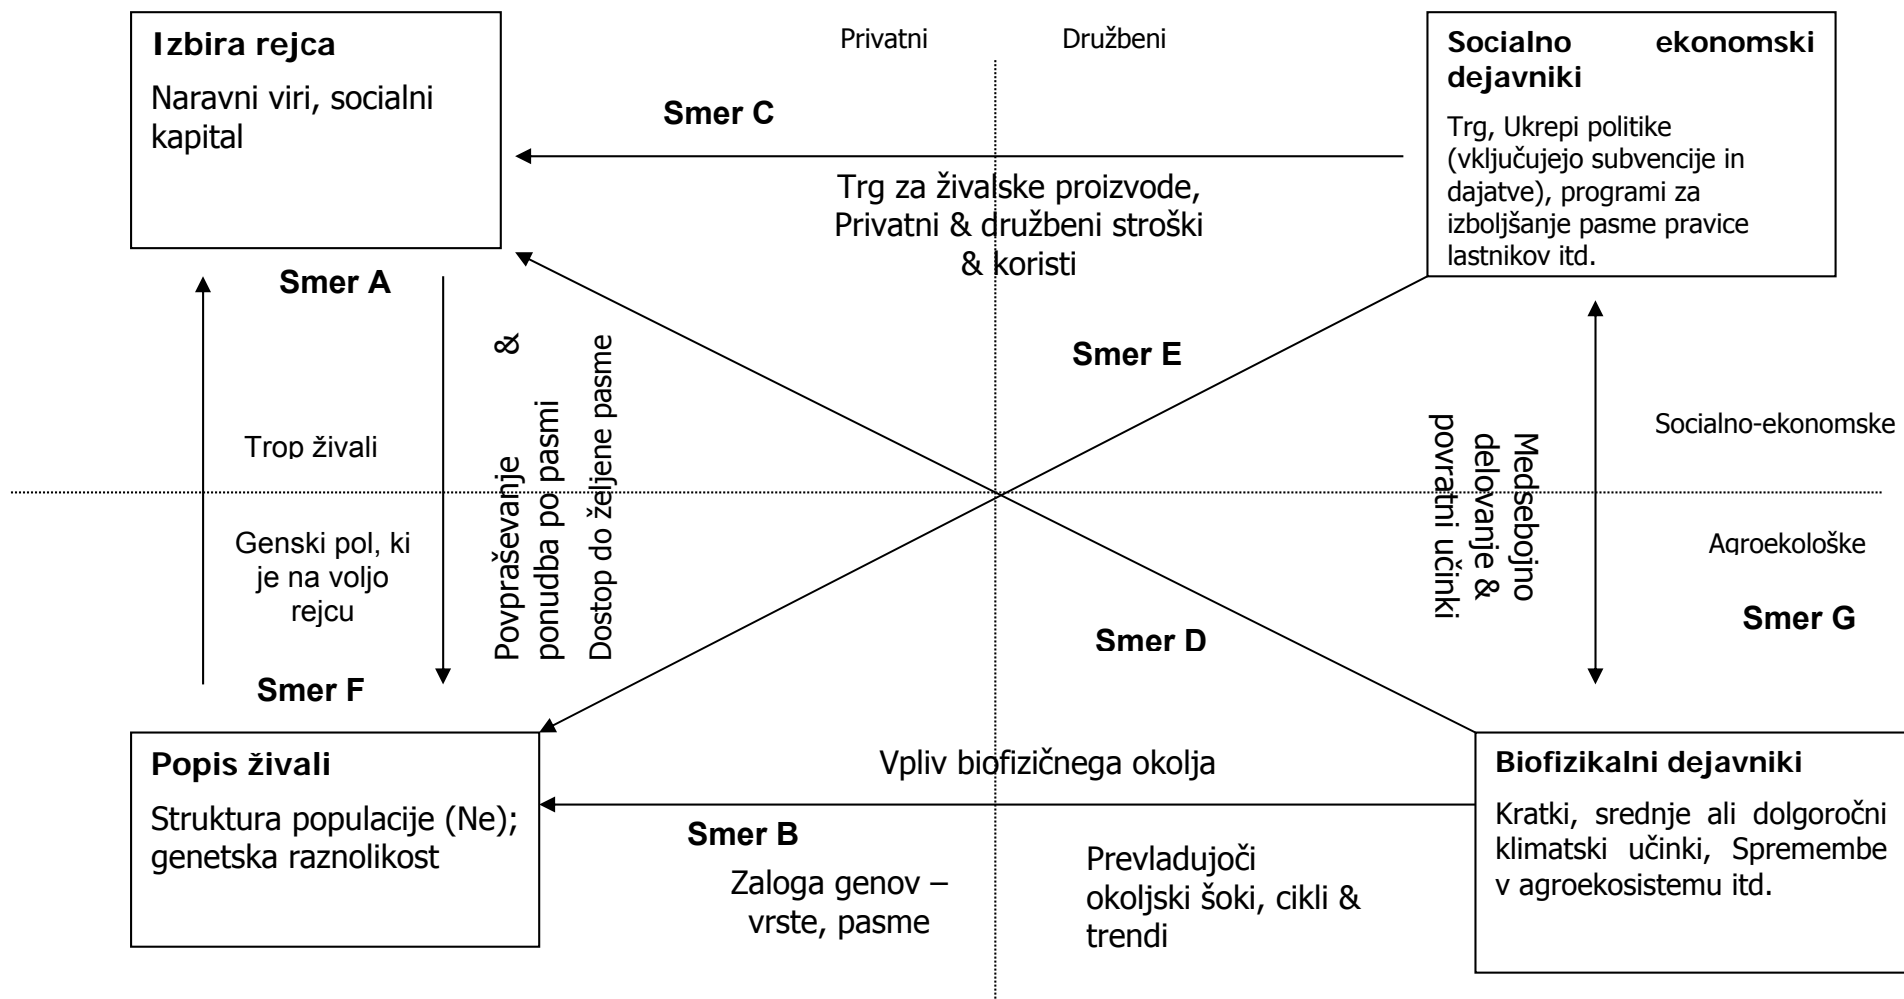 Izbira rejca
Naravni viri, socialni
kapital
Privatni
Družbeni
Socialno ekonomski
dejavniki
Trg, Ukrepi politike
(vključujejo subvencije in
dajatve), programi za
izboljšanje pasme pravice
lastnikov itd.
Smer C
Trg za živalske proizvode,
Privatni & družbeni stroški
& koristi
Smer A
Smer E
Trop živali
Genski pol, ki
je na voljo
rejcu
Povpraševanje &
ponudba po pasmi
Dostop do željene pasme
Medsebojno
delovanje &
povratni učinki
Socialno-ekonomske
Agroekološke
Smer G
Smer D
Smer F
Popis živali
Struktura populacije (Ne);
genetska raznolikost
Vpliv biofizičnega okolja
Smer B
Zaloga genov –
vrste, pasme
Prevladujoči
okoljski šoki, cikli &
trendi
Biofizikalni dejavniki
Kratki, srednje ali dolgoročni
klimatski učinki, Spremembe
v agroekosistemu itd.